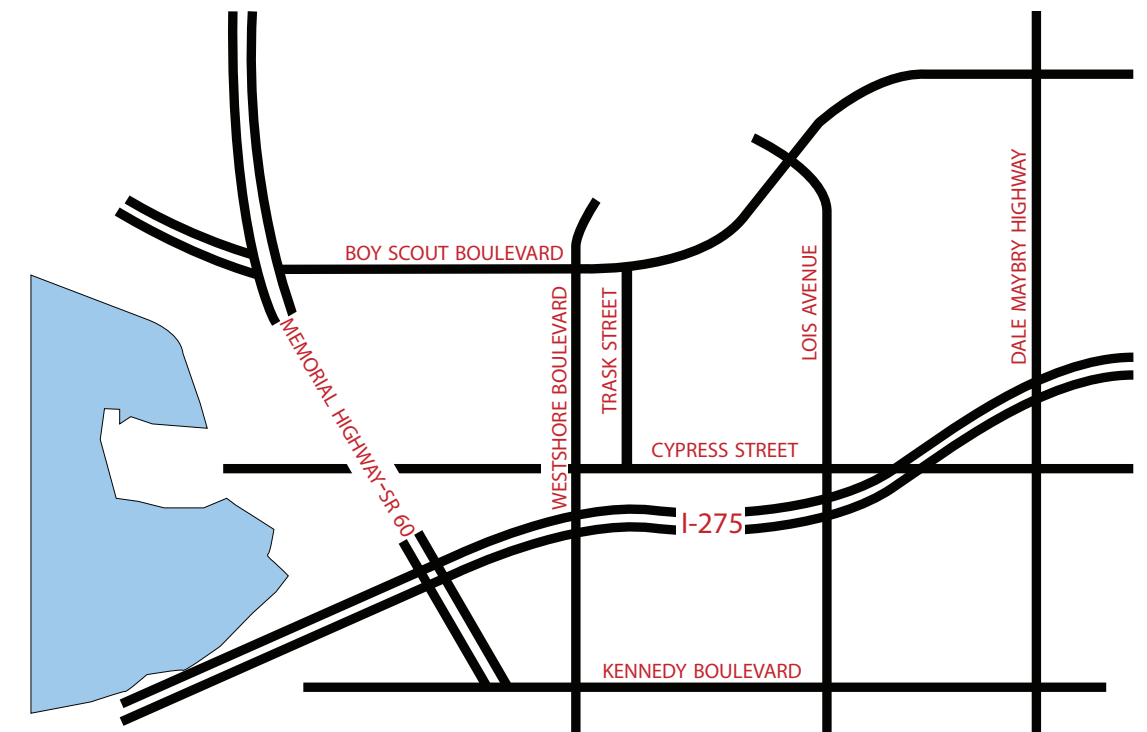 BOY SCOUT BOULEVARD
DALE MAYBRY HIGHWAY
LOIS AVENUE
WESTSHORE BOULEVARD
TRASK STREET
MEMORIAL HIGHWAY-SR 60
CYPRESS STREET
I-275
KENNEDY BOULEVARD